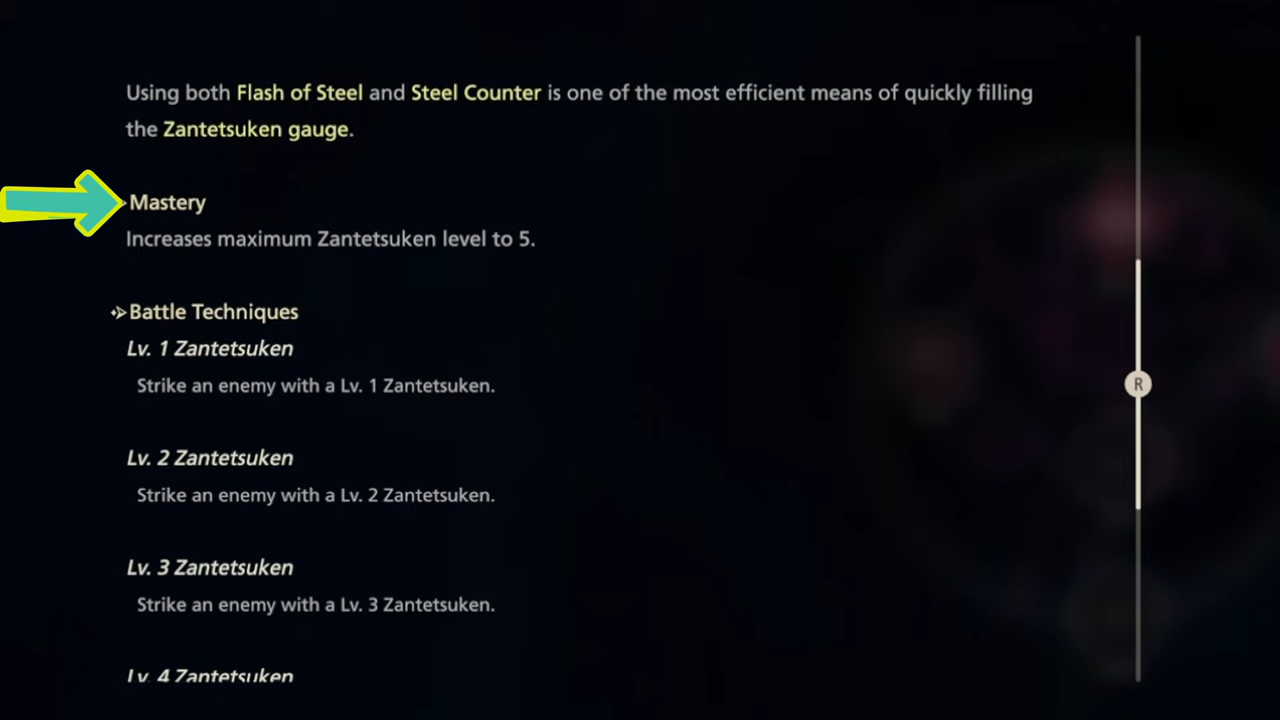 Using both Flash of Steel and Steel Counter is one of the most efficient means of quickly filling
the Zantetsuken gauge.
Mastery
Increases maximum Zantetsuken level to 5.
Battle Techniques
Lv. 1 Zantetsuken
Strike an enemy with a Lv. 1 Zantetsuken.
Lv. 2 Zantetsuken
Strike an enemy with a Lv. 2 Zantetsuken.
R
Lv. 3 Zantetsuken
Strike an enemy with a Lv. 3 Zantetsuken.
Lv. 4 Zantetsuken